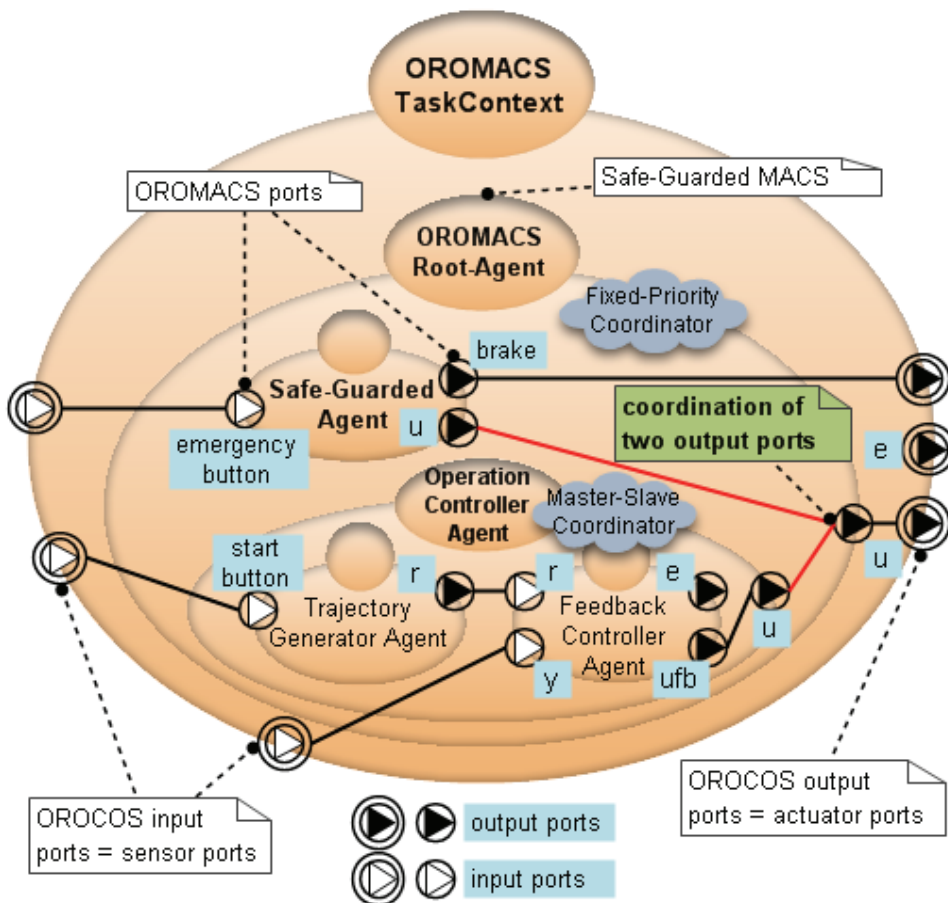 OROMACS
TaskContext
OROMACS ports
Safe-Guarded MACS
OROMACS
Root-Agent
Fixed-Priority
Coordinator
brake
Safe-Guarded
Agent
u
emergency
button
coordination of
two output ports
e
Operation
Controller
Agent
Master-Slave
Coordinator
u
start
button
r
r
e
Trajectory
Generator Agent
Feedback
Controller
Agent
u
y
ufb
OROCOS input
ports = sensor ports
OROCOS output
ports = actuator ports
output ports
input ports